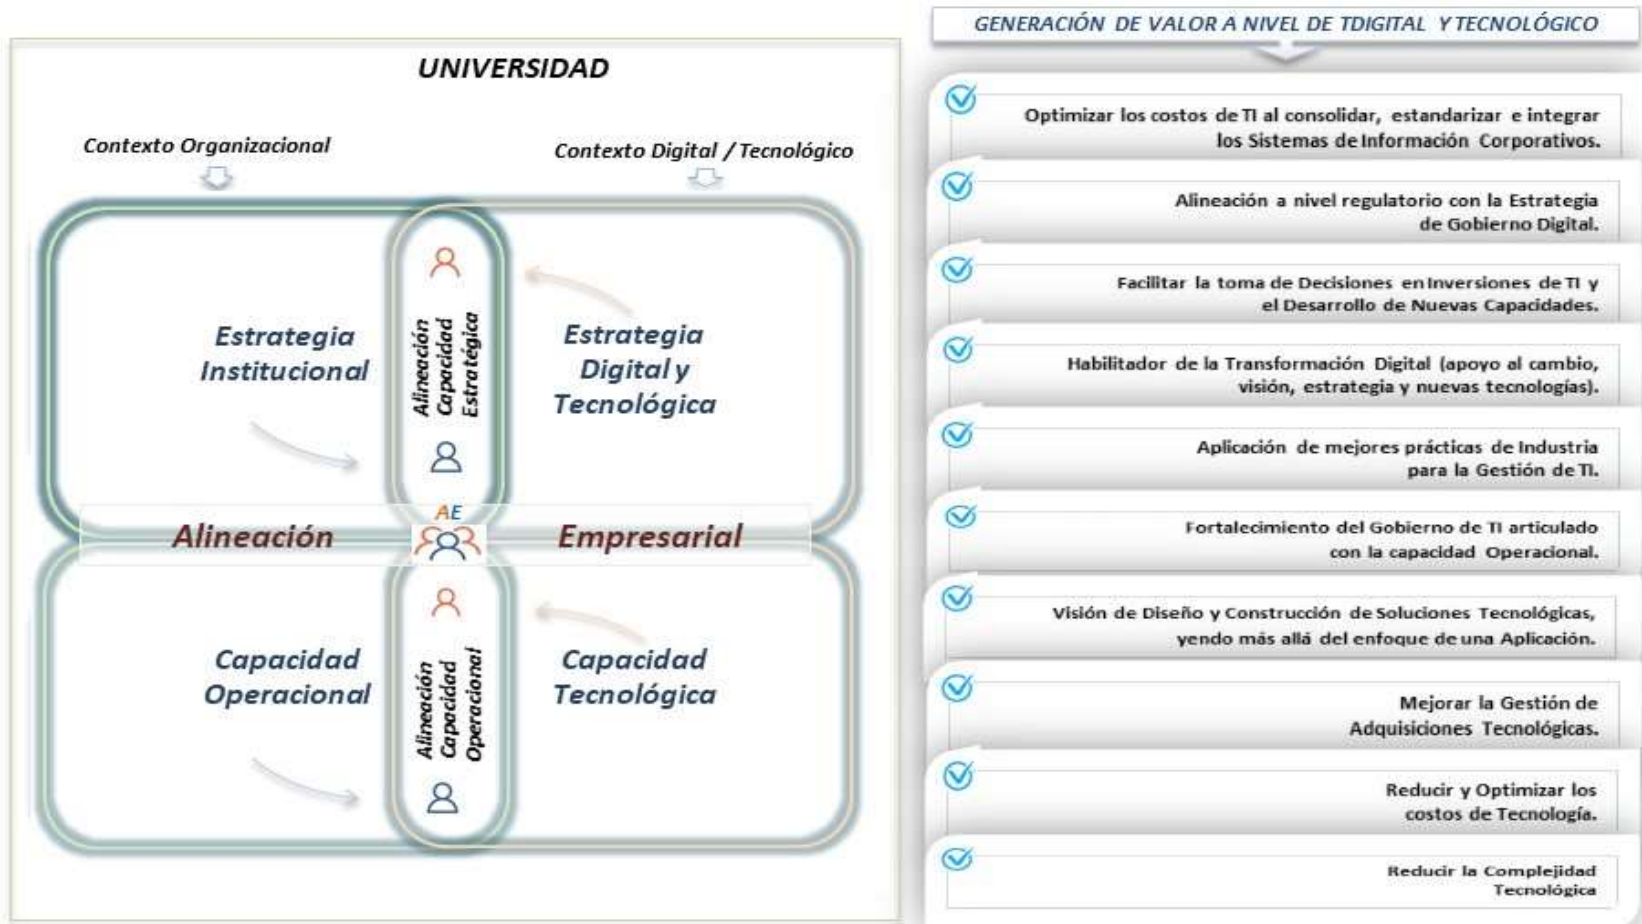 UNIVERSIDAD
Contexto Organizacional
Contexto Digital / Tecnológico
Estrategia
Institucional
Alineación
Capacidad
Estratégica
Estrategia
Digital y
Tecnológica
AE
Alineación
Empresarial
Capacidad
Operacional
Alineación
Capacidad
Operacional
Capacidad
Tecnológica
GENERACIÓN DE VALOR A NIVEL DE TDIGITAL Y TECNOLÓGICO
Optimizar los costos de TI al consolidar, estandarizar e integrar
los Sistemas de Información Corporativos.
Alineación a nivel regulatorio con la Estrategia
de Gobierno Digital.
Facilitar la toma de Decisiones en Inversiones de TI y
el Desarrollo de Nuevas Capacidades.
Habilitador de la Transformación Digital (apoyo al cambio,
visión, estrategia y nuevas tecnologías).
Aplicación de mejores prácticas de Industria
para la Gestión de TI.
Fortalecimiento del Gobierno de TI articulado
con la capacidad Operacional.
Visión de Diseño y Construcción de Soluciones Tecnológicas,
yendo más allá del enfoque de una Aplicación.
Mejorar la Gestión de
Adquisiciones Tecnológicas.
Reducir y Optimizar los
costos de Tecnología.
Reducir la Complejidad
Tecnológica